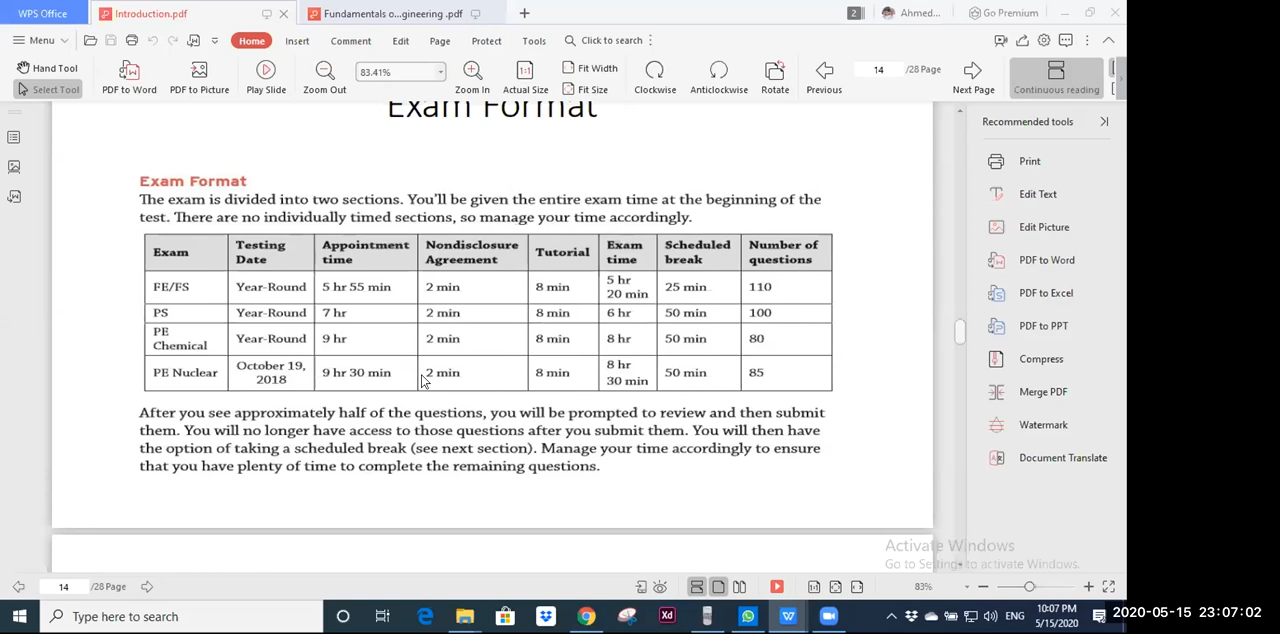 WPS Office
Introduction.pdf
Fundamentals o...gineering .pdf
2
Ahmed...
Go Premium
Menu
Home
Insert
Comment
Edit
Page
Protect
Tools
Click to search
Hand Tool
Select Tool
PDF to Word
PDF to Picture
Play Slide
Zoom Out
83.41%
Zoom In
1:1
Actual Size
Fit Width
Fit Size
Clockwise
Anticlockwise
Rotate
Previous
14
/28 Page
Next Page
Continuous reading
Exam Format
Exam Format
The exam is divided into two sections. You'll be given the entire exam time at the beginning of the
test. There are no individually timed sections, so manage your time accordingly.
Exam Testing Date Appointment time Nondisclosure Agreement Tutorial Exam time Scheduled break Number of questions
FE/FS Year-Round 5 hr 55 min 2 min 8 min 5 hr 20 min 25 min 110
PS Year-Round 7 hr 2 min 8 min 6 hr 50 min 100
PE Chemical Year-Round 9 hr 2 min 8 min 8 hr 50 min 80
PE Nuclear October 19, 2018 9 hr 30 min 2 min 8 min 8 hr 30 min 50 min 85
After you see approximately half of the questions, you will be prompted to review and then submit
them. You will no longer have access to those questions after you submit them. You will then have
the option of taking a scheduled break (see next section). Manage your time accordingly to ensure
that you have plenty of time to complete the remaining questions.
Recommended tools
Print
Edit Text
Edit Picture
PDF to Word
PDF to Excel
PDF to PPT
Compress
Merge PDF
Watermark
Document Translate
Activate Windows
Go to Settings to activate Windows.
14
/28 Page
83%
Type here to search
Xd
ENG
10:07 PM
5/15/2020
2020-05-15 23:07:02